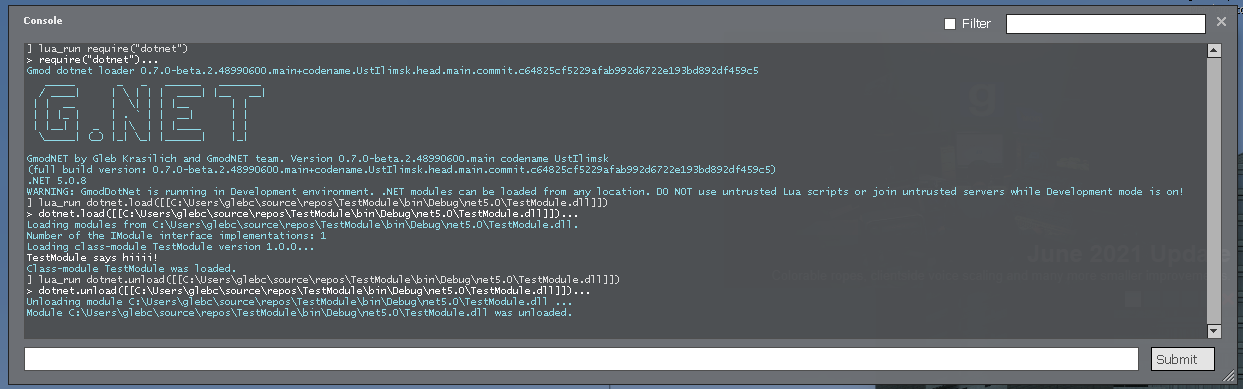 Console
Filter
] lua_run require("dotnet")
> require("dotnet")...
Gmod dotnet loader 0.7.0-beta.2.48990600.main+codename.UstIlimsk.head.main.commit.c64825cf5229afab992d6722e193bd892df459c5
G.NET
GmodNET by Gleb Krasilich and GmodNET team. Version 0.7.0-beta.2.48990600.main codename UstIlimsk
(full build version: 0.7.0-beta.2.48990600.main+codename.UstIlimsk.head.main.commit.c64825cf5229afab992d6722e193bd892df459c5)
.NET 5.0.8
WARNING: GmodDotNet is running in Development environment. .NET modules can be loaded from any location. DO NOT use untrusted Lua scripts or join untrusted servers while Development mode is on!
] lua_run dotnet.load([[C:\Users\glebc\source\repos\TestModule\bin\Debug\net5.0\TestModule.dll]])
> dotnet.load([[C:\Users\glebc\source\repos\TestModule\bin\Debug\net5.0\TestModule.dll]])...
Loading modules from C:\Users\glebc\source\repos\TestModule\bin\Debug\net5.0\TestModule.dll.
Number of the IModule interface implementations: 1
Loading class-module TestModule version 1.0.0...
TestModule says hiiii!
Class-module TestModule was loaded.
] lua_run dotnet.unload([[C:\Users\glebc\source\repos\TestModule\bin\Debug\net5.0\TestModule.dll]])
> dotnet.unload([[C:\Users\glebc\source\repos\TestModule\bin\Debug\net5.0\TestModule.dll]])...
Unloading module C:\Users\glebc\source\repos\TestModule\bin\Debug\net5.0\TestModule.dll ...
Module C:\Users\glebc\source\repos\TestModule\bin\Debug\net5.0\TestModule.dll was unloaded.
June 2021 Update
Submit